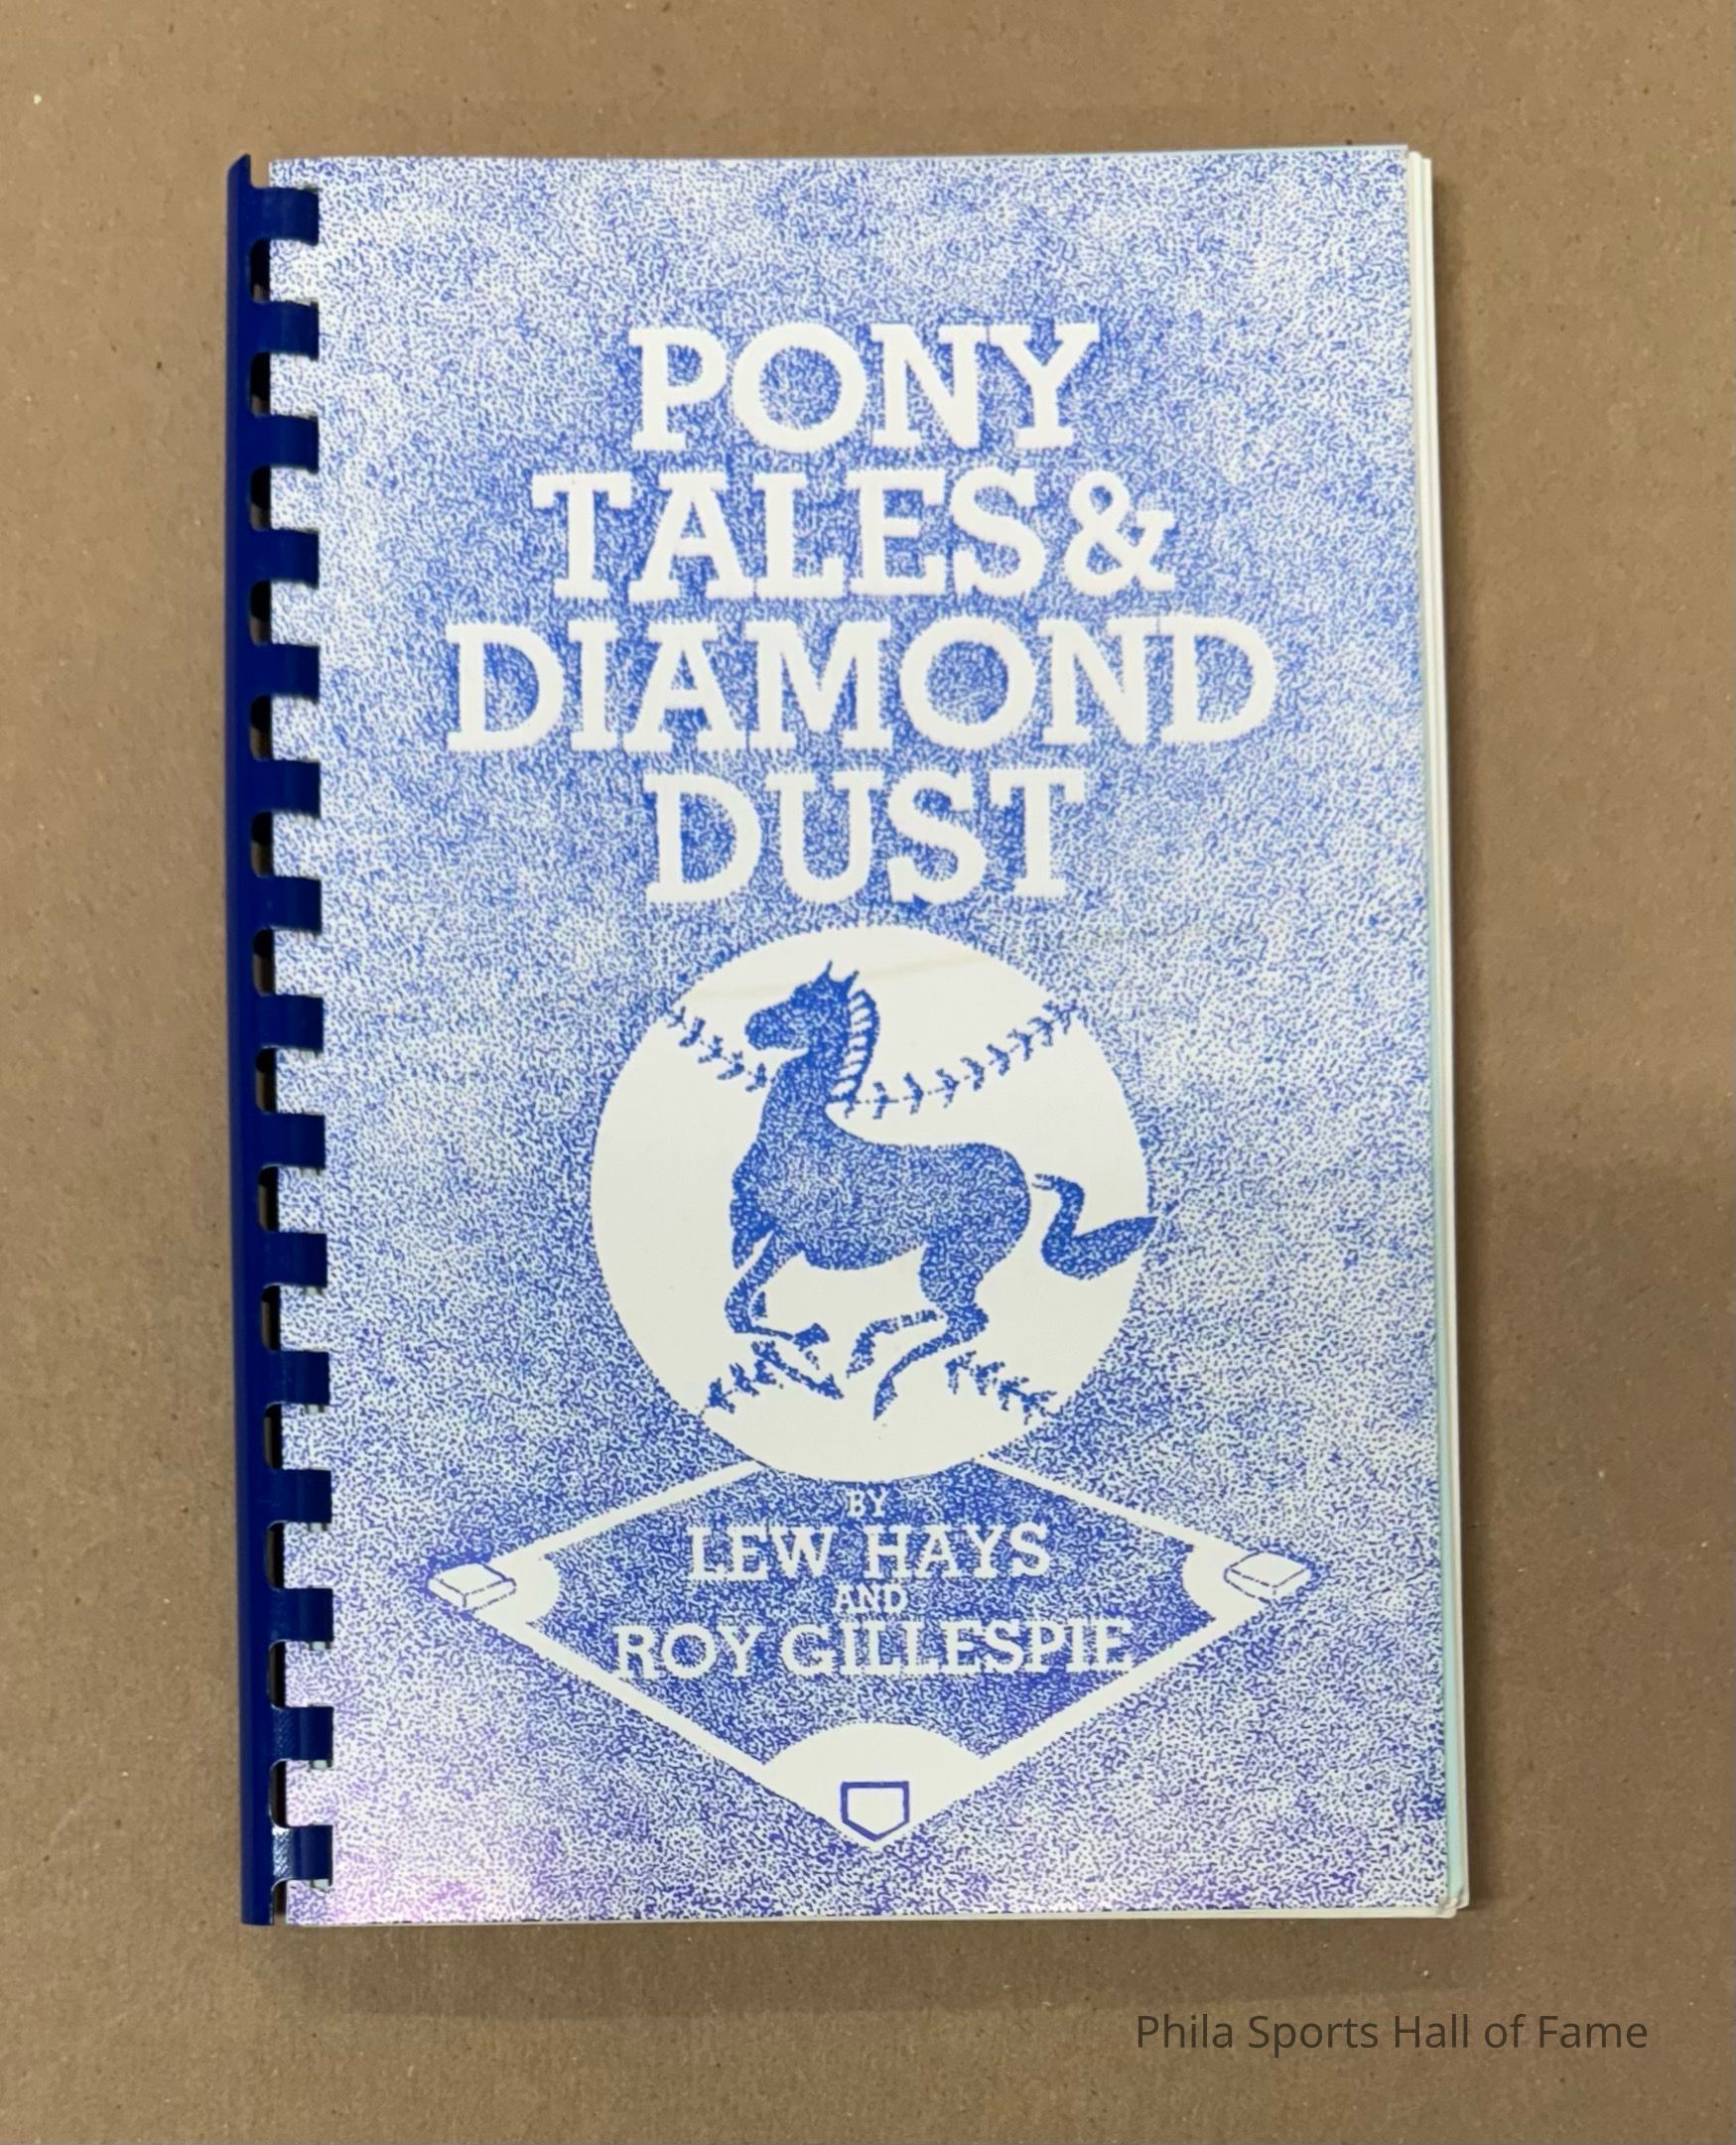 PONY
TALES &
DIAMOND
DUST
BY
LEW HAYS
AND
ROY GILLESPIE
Phila Sports Hall of Fame